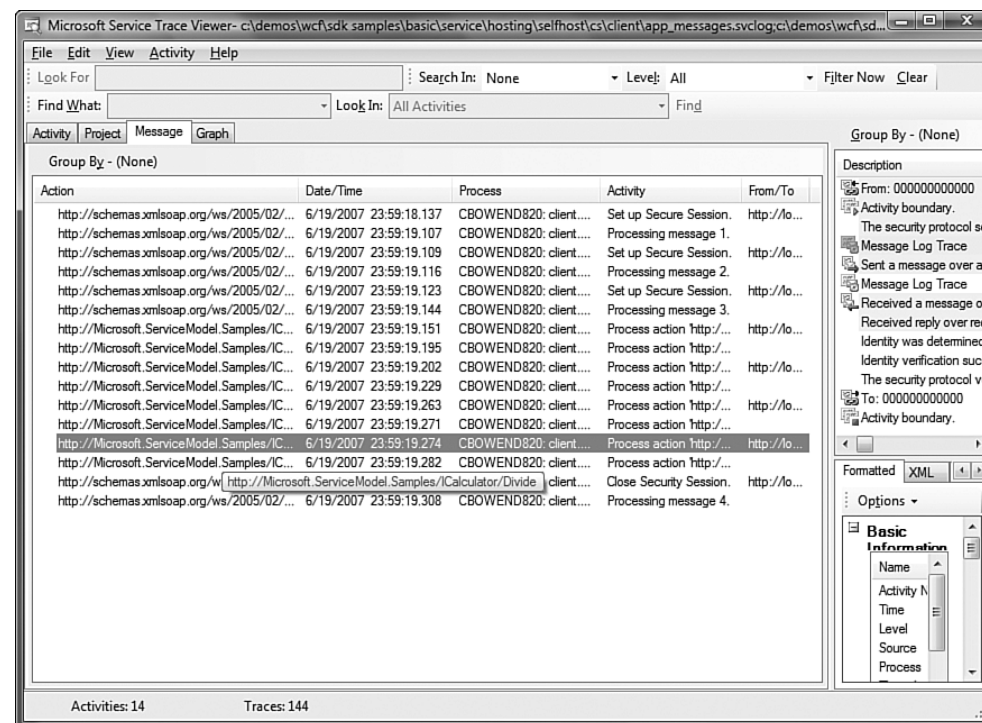 Microsoft Service Trace Viewer- c:\demos\wcf\sdk samples\basic\service\hosting\selfhost\cs\client\app_messages.svclog;c:\demos\wcf\sd...
File Edit View Activity Help
Look For Search In: None Level: All Filter Now Clear
Find What: Look In: All Activities Find
Activity Project Message Graph
Group By - (None)
Action Date/Time Process Activity From/To
http://schemas.xmlsoap.org/ws/2005/02/... 6/19/2007 23:59:18.137 CBOWEND820: client.... Set up Secure Session. http://lo...
http://schemas.xmlsoap.org/ws/2005/02/... 6/19/2007 23:59:19.107 CBOWEND820: client.... Processing message 1.
http://schemas.xmlsoap.org/ws/2005/02/... 6/19/2007 23:59:19.109 CBOWEND820: client.... Set up Secure Session. http://lo...
http://schemas.xmlsoap.org/ws/2005/02/... 6/19/2007 23:59:19.116 CBOWEND820: client.... Processing message 2.
http://schemas.xmlsoap.org/ws/2005/02/... 6/19/2007 23:59:19.123 CBOWEND820: client.... Set up Secure Session. http://lo...
http://schemas.xmlsoap.org/ws/2005/02/... 6/19/2007 23:59:19.144 CBOWEND820: client.... Processing message 3.
http://Microsoft.ServiceModel.Samples/IC... 6/19/2007 23:59:19.151 CBOWEND820: client.... Process action 'http:/... http://lo...
http://Microsoft.ServiceModel.Samples/IC... 6/19/2007 23:59:19.195 CBOWEND820: client.... Process action 'http:/...
http://Microsoft.ServiceModel.Samples/IC... 6/19/2007 23:59:19.202 CBOWEND820: client.... Process action 'http:/... http://lo...
http://Microsoft.ServiceModel.Samples/IC... 6/19/2007 23:59:19.229 CBOWEND820: client.... Process action 'http:/...
http://Microsoft.ServiceModel.Samples/IC... 6/19/2007 23:59:19.263 CBOWEND820: client.... Process action 'http:/... http://lo...
http://Microsoft.ServiceModel.Samples/IC... 6/19/2007 23:59:19.271 CBOWEND820: client.... Process action 'http:/...
http://Microsoft.ServiceModel.Samples/IC... 6/19/2007 23:59:19.274 CBOWEND820: client.... Process action 'http:/... http://lo...
http://Microsoft.ServiceModel.Samples/IC... 6/19/2007 23:59:19.282 CBOWEND820: client.... Process action 'http:/...
http://schemas.xmlsoap.org/w http://Microsoft.ServiceModel.Samples/ICalculator/Divide client.... Close Security Session. http://lo...
http://schemas.xmlsoap.org/ws/2005/02/... 6/19/2007 23:59:19.308 CBOWEND820: client.... Processing message 4.
Group By - (None)
Description
From: 000000000000
Activity boundary.
The security protocol s
Message Log Trace
Sent a message over a
Message Log Trace
Received a message o
Received reply over re
Identity was determined
Identity verification suc
The security protocol v
To: 000000000000
Activity boundary.
Formatted XML
Options
Basic
Information
Name
Activity N
Time
Level
Source
Process
Activities: 14 Traces: 144